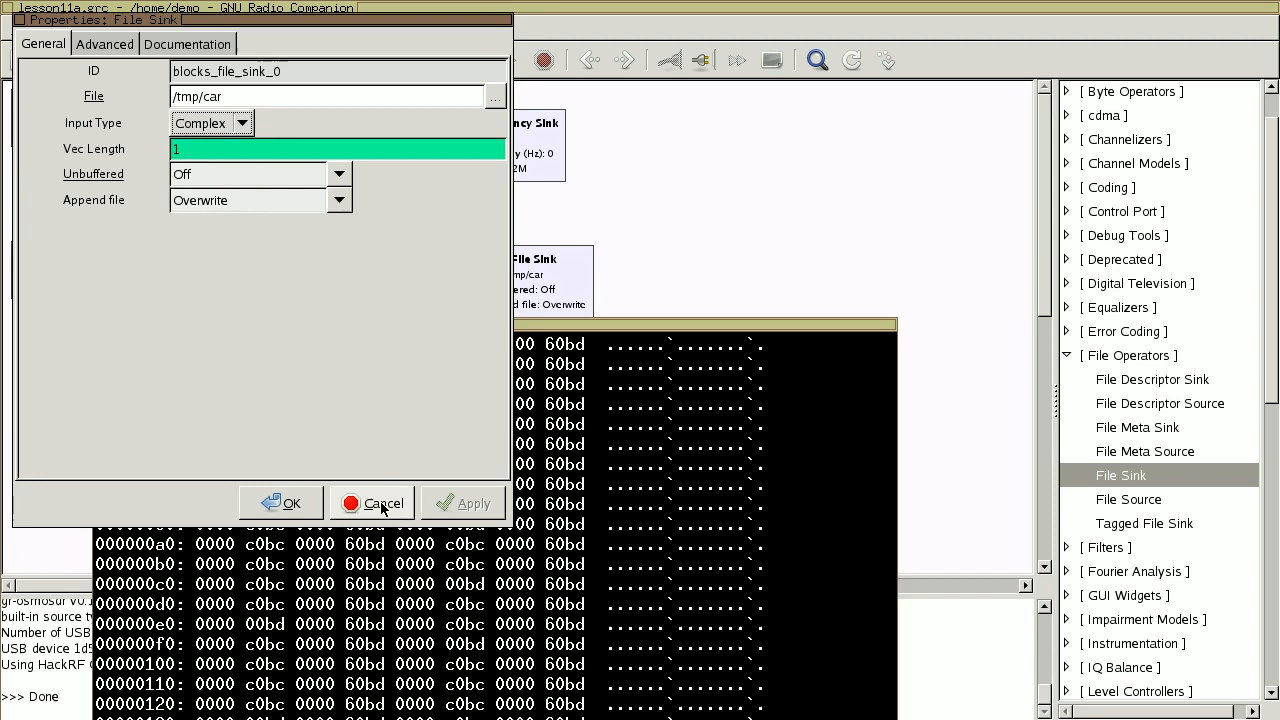 lesson11a.grc - /home/demo - GNU Radio Companion
Properties: File Sink
General Advanced Documentation
ID blocks_file_sink_0
File /tmp/car ...
Input Type Complex
Vec Length 1
Unbuffered Off
Append file Overwrite
OK Cancel Apply
ncy Sink
y (Hz): 0
2M
File Sink
mp/car
ered: Off
d file: Overwrite
00 60bd ......`.......`.
00 60bd ......`.......`.
00 60bd ......`.......`.
00 60bd ......`.......`.
00 60bd ......`.......`.
00 60bd ......`.......`.
00 60bd ......`.......`.
00 60bd ......`.......`.
00 60bd ......`.......`.
000000a0: 0000 c0bc 0000 60bd 0000 c0bc 0000 60bd ......`.......`.
000000b0: 0000 c0bc 0000 60bd 0000 c0bc 0000 60bd ......`.......`.
000000c0: 0000 c0bc 0000 00bd 0000 c0bc 0000 60bd ..............`.
000000d0: 0000 c0bc 0000 60bd 0000 c0bc 0000 60bd ......`.......`.
000000e0: 0000 00bd 0000 60bd 0000 00bd 0000 60bd ......`.......`.
000000f0: 0000 c0bc 0000 60bd 0000 00bd 0000 60bd ......`.......`.
00000100: 0000 c0bc 0000 60bd 0000 c0bc 0000 60bd ......`.......`.
00000110: 0000 c0bc 0000 60bd 0000 c0bc 0000 60bd ......`.......`.
00000120: 0000 c0bc 0000 60bd 0000 c0bc 0000 60bd ......`.......`.
gr-osmosdr v0.1
built-in source ty
Number of USB
USB device 1d5
Using HackRF
>>> Done
[ Byte Operators ]
[ cdma ]
[ Channelizers ]
[ Channel Models ]
[ Coding ]
[ Control Port ]
[ Debug Tools ]
[ Deprecated ]
[ Digital Television ]
[ Equalizers ]
[ Error Coding ]
[ File Operators ]
File Descriptor Sink
File Descriptor Source
File Meta Sink
File Meta Source
File Sink
File Source
Tagged File Sink
[ Filters ]
[ Fourier Analysis ]
[ GUI Widgets ]
[ Impairment Models ]
[ Instrumentation ]
[ IQ Balance ]
[ Level Controllers ]